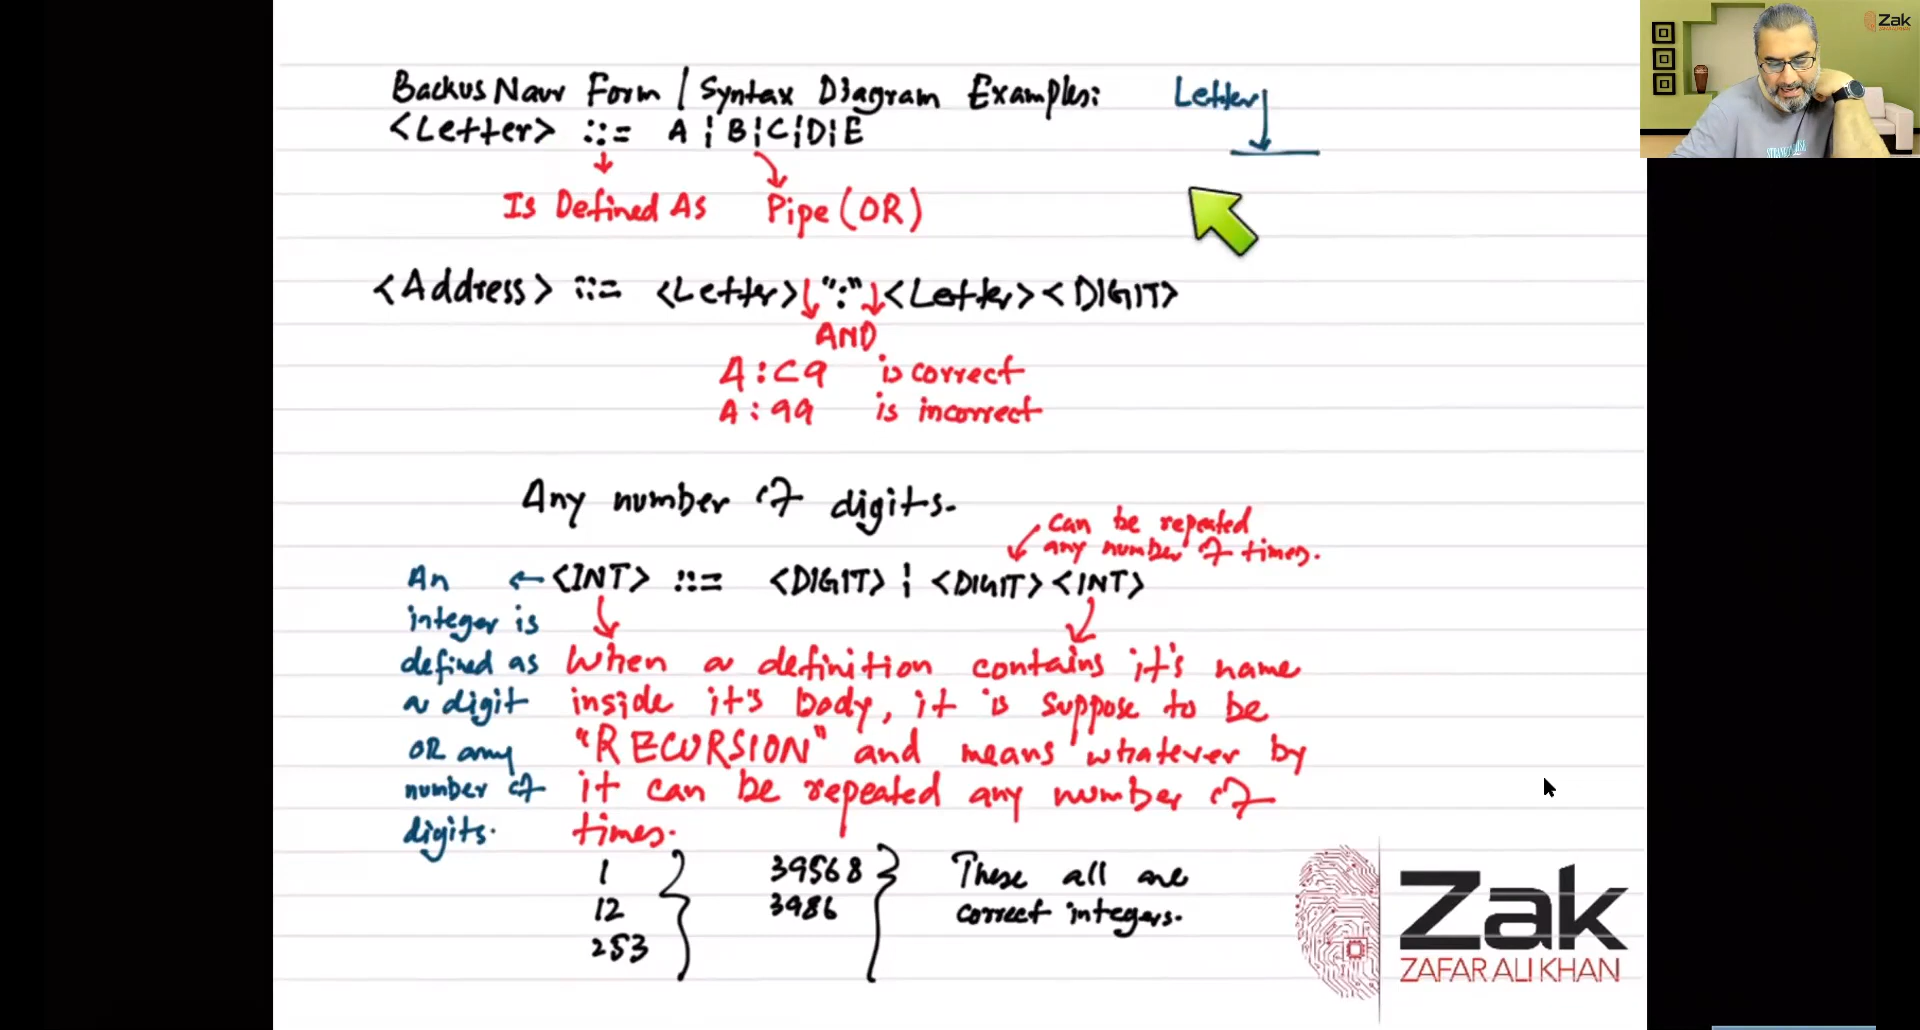 Backus Naur Form / Syntax Diagram Examples:
Letter
<Letter> ::= A | B | C | D | E
Is Defined As Pipe (OR)
<Address> ::= <Letter> ":" <Letter> <DIGIT>
AND
A : C9 is correct
A : 99 is incorrect
Any number of digits.
can be repeated
any number of times.
<INT> ::= <DIGIT> | <DIGIT> <INT>
An
integer is
defined as
a digit
OR any
number of
digits.
When a definition contains it's name
inside it's body, it is suppose to be
"RECURSION" and means whatever by
it can be repeated any number of
times.
1
12
253
39568
3986
These all are
correct integers.
Zak
ZAFAR ALI KHAN
Zak
ZAFAR ALI KHAN